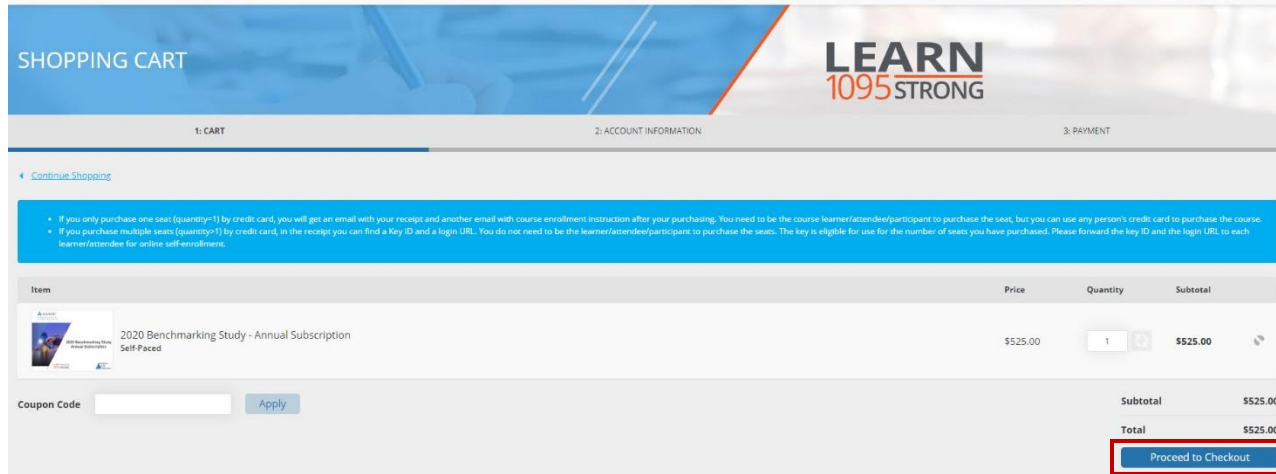 SHOPPING CART
LEARN
1095 STRONG
1: CART
2: ACCOUNT INFORMATION
3: PAYMENT
Continue Shopping
If you only purchase one seat (quantity=1) by credit card, you will get an email with your receipt and another email with course enrollment instruction after your purchasing. You need to be the course learner/attendee/participant to purchase the seat, but you can use any person's credit card to purchase the course.
If you purchase multiple seats (quantity>1) by credit card, in the receipt you can find a Key ID and a login URL. You do not need to be the learner/attendee/participant to purchase the seats. The key is eligible for use for the number of seats you have purchased. Please forward the key ID and the login URL to each
learner/attendee for online self-enrollment.
Item Price Quantity Subtotal
2020 Benchmarking Study
Annual Subscription
2020 Benchmarking Study - Annual Subscription
Self-Paced
$525.00 1 $525.00
Coupon Code Apply
Subtotal $525.00
Total $525.00
Proceed to Checkout